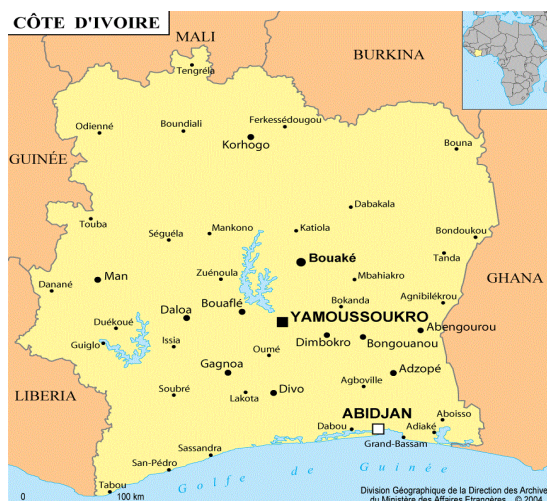 CÔTE D'IVOIRE
MALI
BURKINA
Tengréla
Odienné
Boundiali
Ferkessédougou
Korhogo
Bouna
GUINÉE
Dabakala
Touba
Séguéla
Mankono
Katiola
Bondoukou
Tanda
Bouaké
Man
Zuénoula
Mbahiakro
GHANA
Danané
Bouaflé
Bokanda
Agnibilékrou
Daloa
YAMOUSSOUKRO
Duékoué
Abengourou
Guiglo
Issia
Oumé
Dimbokro
Bongouanou
Gagnoa
Adzopé
LIBERIA
Soubré
Lakota
Divo
Agboville
ABIDJAN
Aboisso
Dabou
Adiaké
Grand-Bassam
Sassandra
San-Pédro
Golfe de Guinée
Tabou
0 100 km
Division Géographique de la Direction des Archive
du Ministère des Affaires Etrangères © 2004